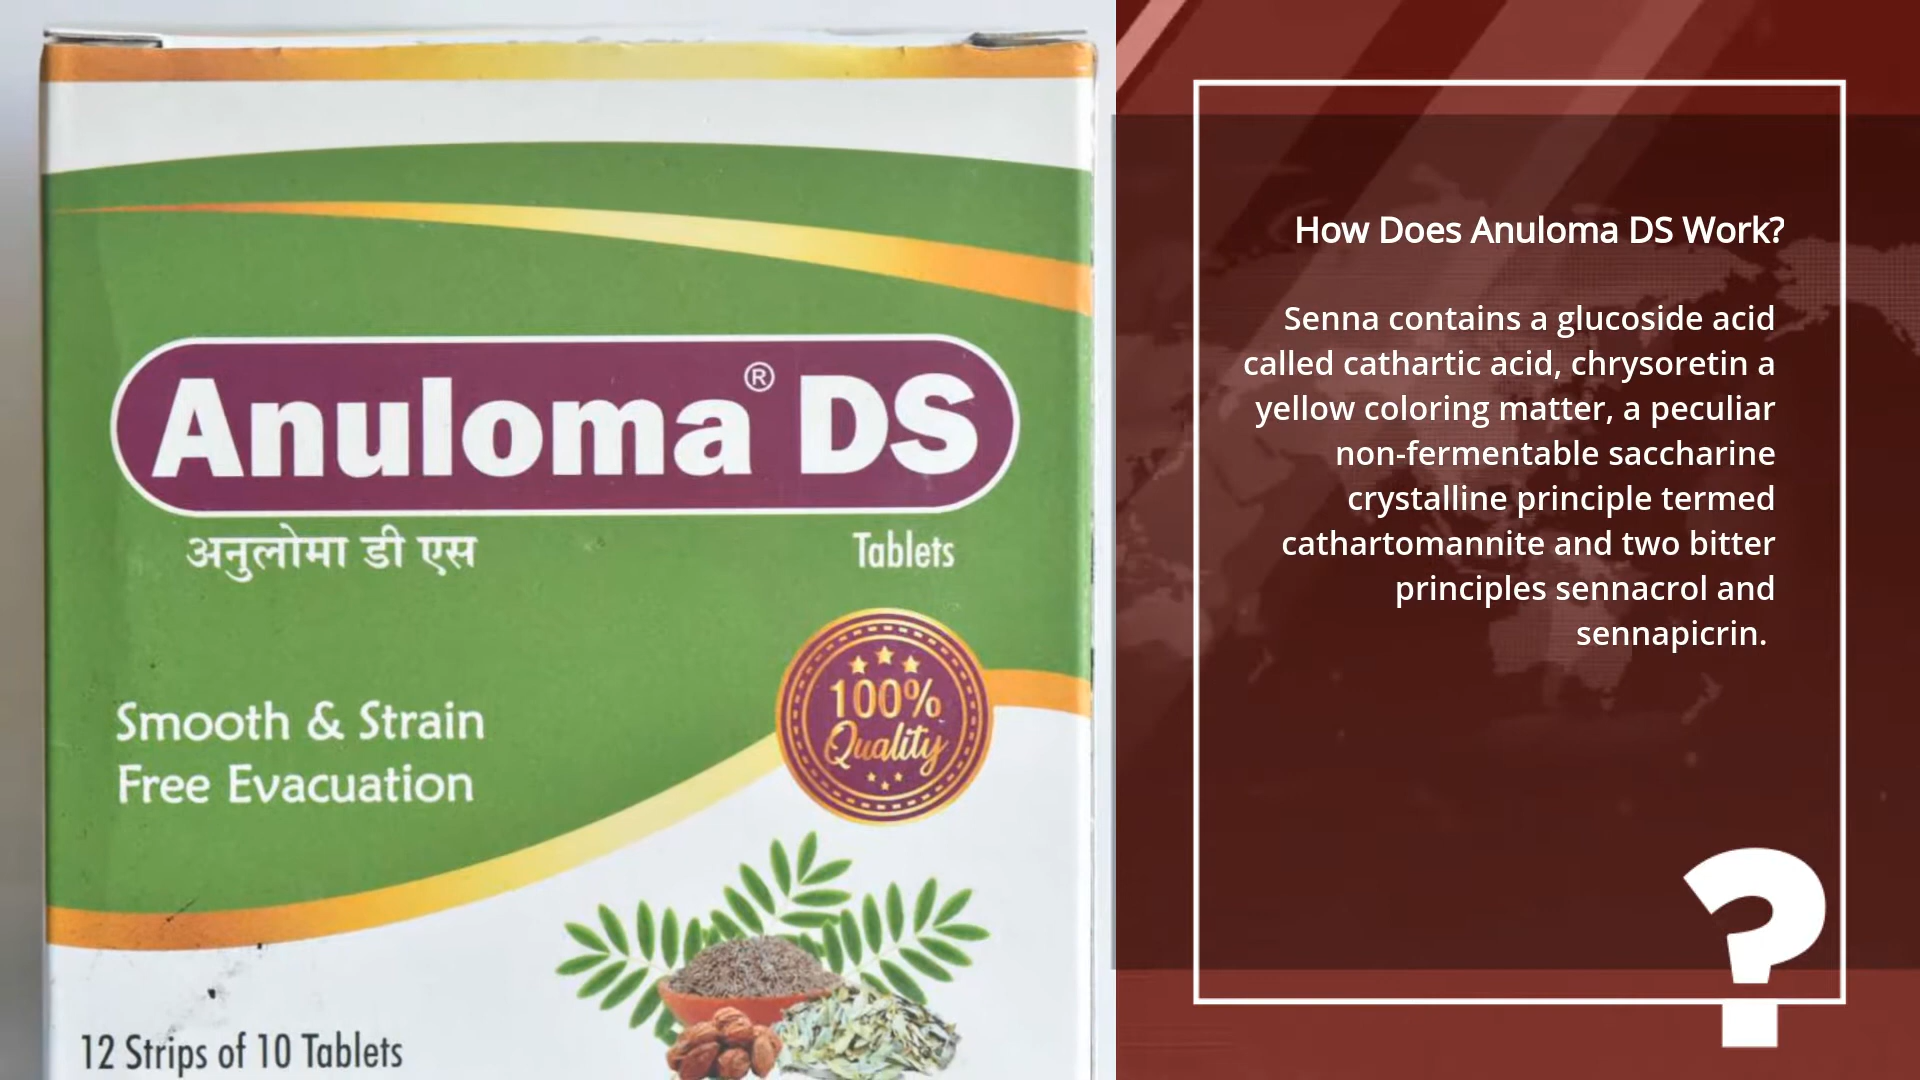 Anuloma® DS
अनुलोमा डी एस
Tablets
Smooth & Strain
Free Evacuation
100%
Quality
12 Strips of 10 Tablets
How Does Anuloma DS Work?
Senna contains a glucoside acid
called cathartic acid, chrysoretin a
yellow coloring matter, a peculiar
non-fermentable saccharine
crystalline principle termed
cathartomannite and two bitter
principles sennacrol and
sennapicrin.
?